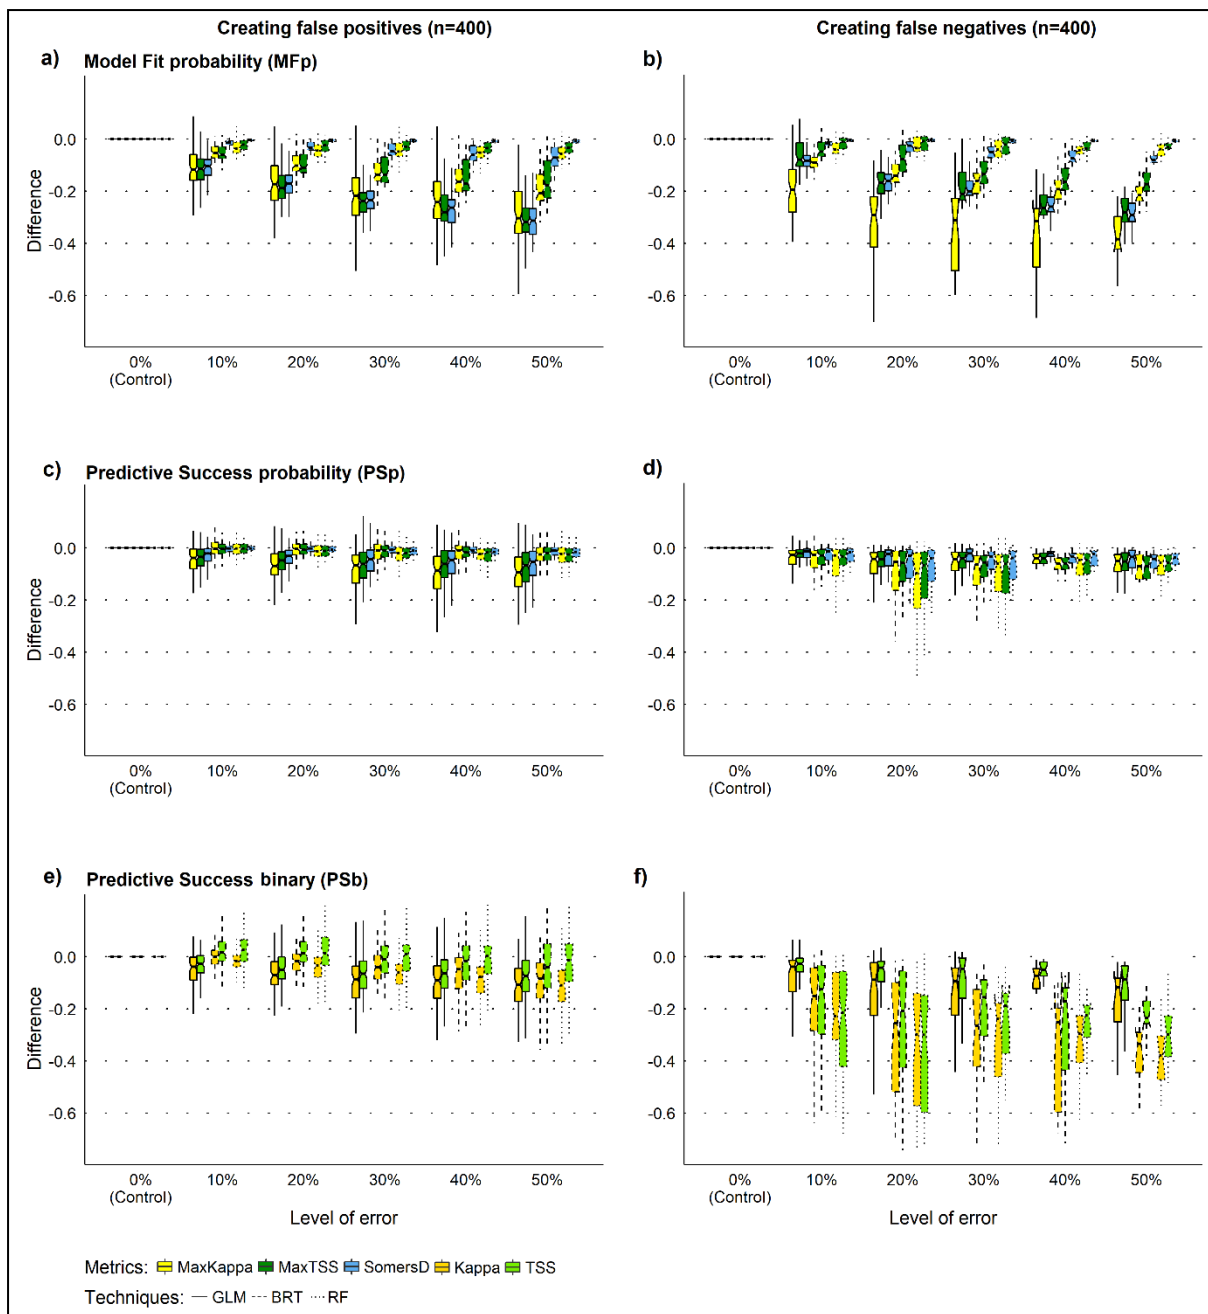 Creating false positives (n=400)
Creating false negatives (n=400)
a) Model Fit probability (MFp)
b)
Difference
0.0
-0.2
-0.4
-0.6
0.0
-0.2
-0.4
-0.6
0% 10% 20% 30% 40% 50%
(Control)
0% 10% 20% 30% 40% 50%
(Control)
c) Predictive Success probability (PSp)
d)
Difference
0.0
-0.2
-0.4
-0.6
0.0
-0.2
-0.4
-0.6
0% 10% 20% 30% 40% 50%
(Control)
0% 10% 20% 30% 40% 50%
(Control)
e) Predictive Success binary (PSb)
f)
Difference
0.0
-0.2
-0.4
-0.6
0.0
-0.2
-0.4
-0.6
0% 10% 20% 30% 40% 50%
(Control)
0% 10% 20% 30% 40% 50%
(Control)
Level of error
Level of error
Metrics: MaxKappa MaxTSS SomersD Kappa TSS
Techniques: GLM BRT RF